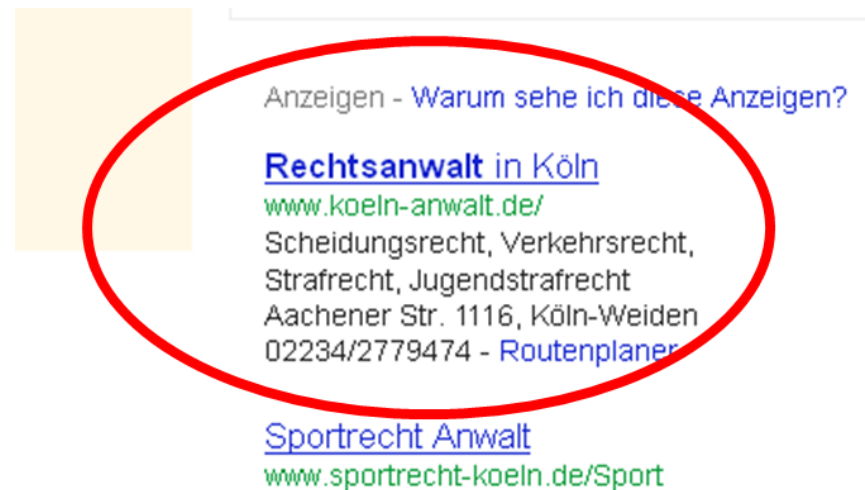 Anzeigen - Warum sehe ich diese Anzeigen?
Rechtsanwalt in Köln
www.koeln-anwalt.de/
Scheidungsrecht, Verkehrsrecht,
Strafrecht, Jugendstrafrecht
Aachener Str. 1116, Köln-Weiden
02234/2779474 - Routenplaner
Sportrecht Anwalt
www.sportrecht-koeln.de/Sport